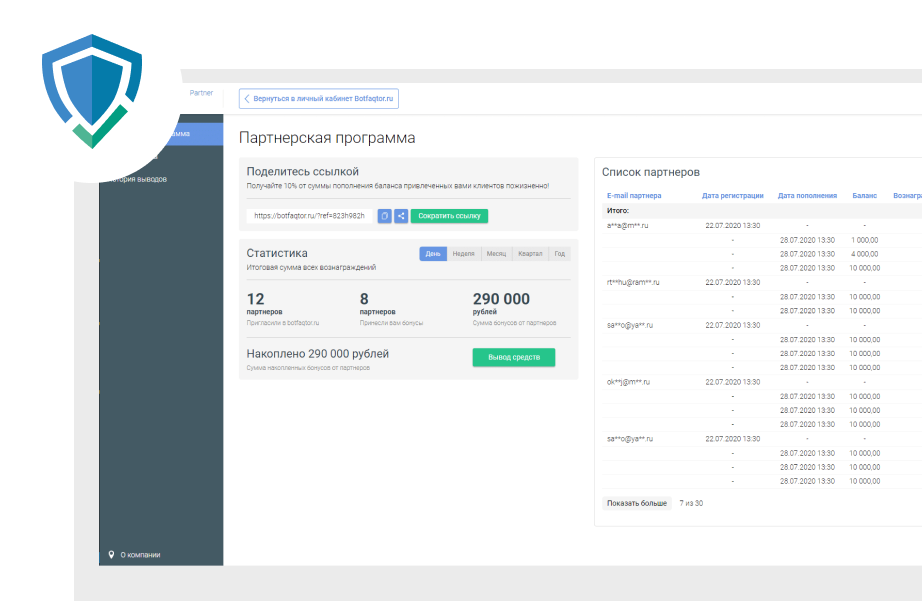 Partner
Вернуться в личный кабинет Botfaqtor.ru
выводов
О компании
Партнерская программа
Поделитесь ссылкой
Получайте 10% от суммы пополнения баланса привлеченных вами клиентов пожизненно!
https://botfaqtor.ru/?ref=823h982h
Сократить ссылку
Статистика
День Неделя Месяц Квартал Год
Итоговая сумма всех вознаграждений
12 8 290 000
партнеров партнеров рублей
Пригласили в botfaqtor.ru Принесли вам бонусы Сумма бонусов от партнеров
Накоплено 290 000 рублей
Сумма накопленных бонусов от партнеров
Вывод средств
Список партнеров
E-mail партнера Дата регистрации Дата пополнения Баланс
Итого:
a**a@m**.ru 22.07.2020 13:30 - -
- 28.07.2020 13:30 1 000,00
- 28.07.2020 13:30 4 000,00
- 28.07.2020 13:30 10 000,00
rt**hu@ram**.ru 22.07.2020 13:30 - -
- 28.07.2020 13:30 10 000,00
- 28.07.2020 13:30 10 000,00
sa**o@ya**.ru 22.07.2020 13:30 - -
- 28.07.2020 13:30 10 000,00
- 28.07.2020 13:30 10 000,00
- 28.07.2020 13:30 10 000,00
ok**j@m**.ru 22.07.2020 13:30 - -
- 28.07.2020 13:30 10 000,00
- 28.07.2020 13:30 10 000,00
- 28.07.2020 13:30 10 000,00
sa**o@ya**.ru 22.07.2020 13:30 - -
- 28.07.2020 13:30 10 000,00
- 28.07.2020 13:30 10 000,00
- 28.07.2020 13:30 10 000,00
Показать больше 7 из 30